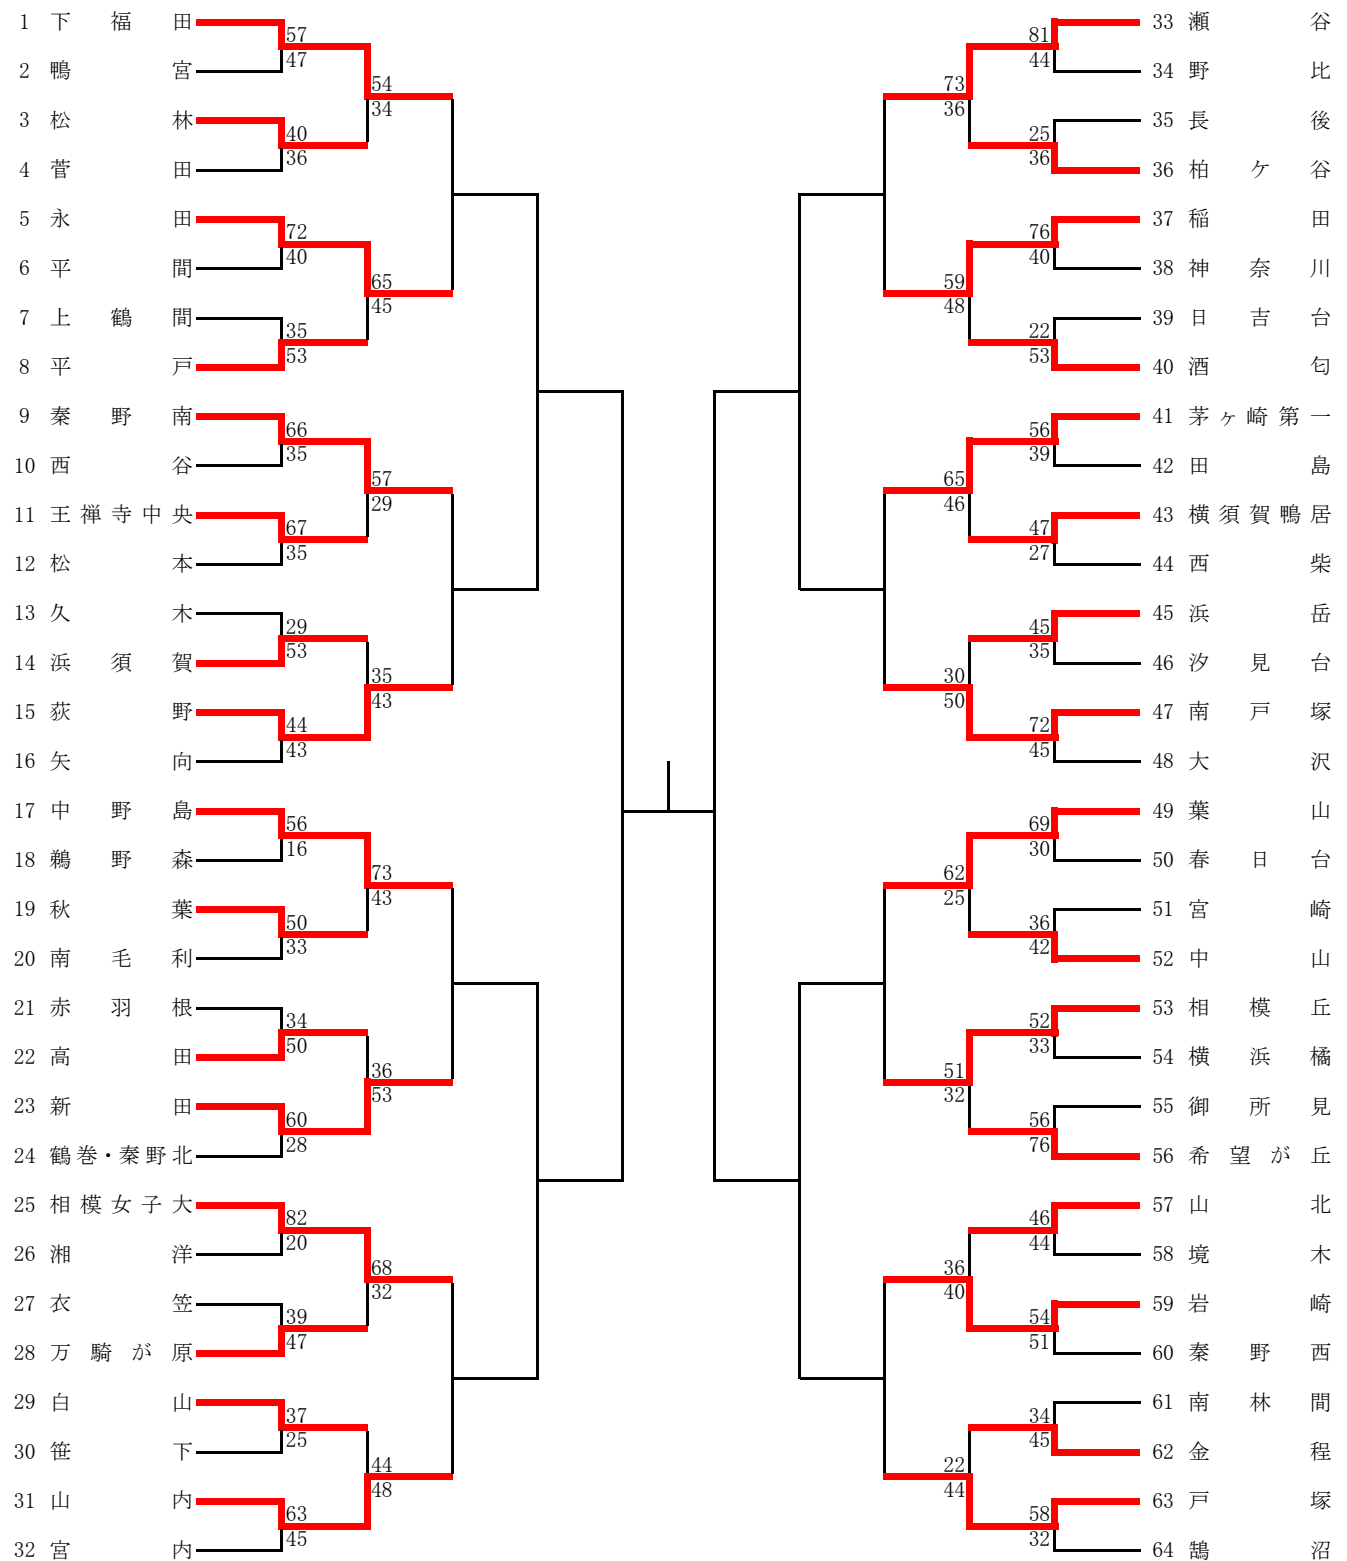 1 下福田
57
47
2 鴨宮
54
34
3 松林
40
36
4 菅田
5 永田
72
40
6 平間
65
45
7 上鶴間
35
53
8 平戸
9 秦野南
66
35
10 西谷
57
29
11 王禅寺中央
67
35
12 松本
13 久木
29
53
14 浜須賀
35
43
15 荻野
44
43
16 矢向
17 中野島
56
16
18 鵜野森
73
43
19 秋葉
50
33
20 南毛利
21 赤羽根
34
50
22 高田
36
53
23 新田
60
28
24 鶴巻・秦野北
25 相模女子大
82
20
26 湘洋
68
32
27 衣笠
39
47
28 万騎が原
29 白山
37
25
30 笹下
44
48
31 山内
63
45
32 宮内
33 瀬谷
81
44
34 野比
73
36
35 長後
25
36
36 柏ケ谷
37 稲田
76
40
38 神奈川
59
48
39 日吉台
22
53
40 酒匂
41 茅ヶ崎第一
56
39
42 田島
65
46
43 横須賀鴨居
47
27
44 西柴
45 浜岳
45
35
46 汐見台
30
50
47 南戸塚
72
45
48 大沢
49 葉山
69
30
50 春日台
62
25
51 宮崎
36
42
52 中山
53 相模丘
52
33
54 横浜橘
51
32
55 御所見
56
76
56 希望が丘
57 山北
46
44
58 境木
36
40
59 岩崎
54
51
60 秦野西
61 南林間
34
45
62 金程
22
44
63 戸塚
58
32
64 鵠沼